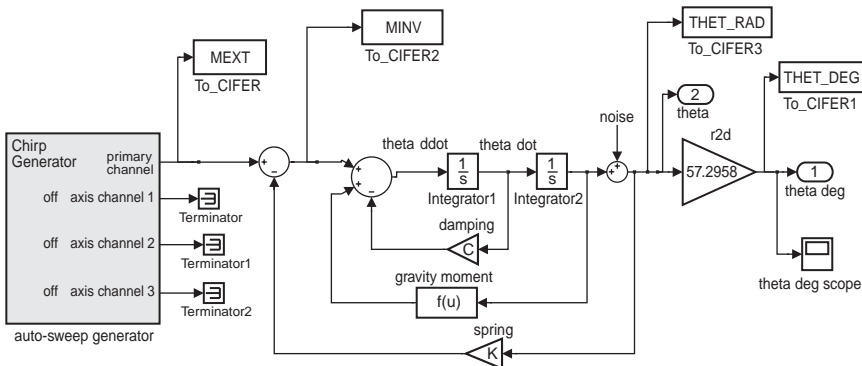 MEXT
To_CIFER
MINV
To_CIFER2
THET_RAD
To_CIFER3
THET_DEG
To_CIFER1
2
theta
noise
r2d
57.2958
1
theta deg
theta deg scope
Chirp
Generator
primary
channel
off axis channel 1
off axis channel 2
off axis channel 3
auto-sweep generator
Terminator
Terminator1
Terminator2
+
−
+
+
−
theta ddot
1
s
Integrator1
theta dot
1
s
Integrator2
+
+
damping
C
gravity moment
f(u)
spring
K